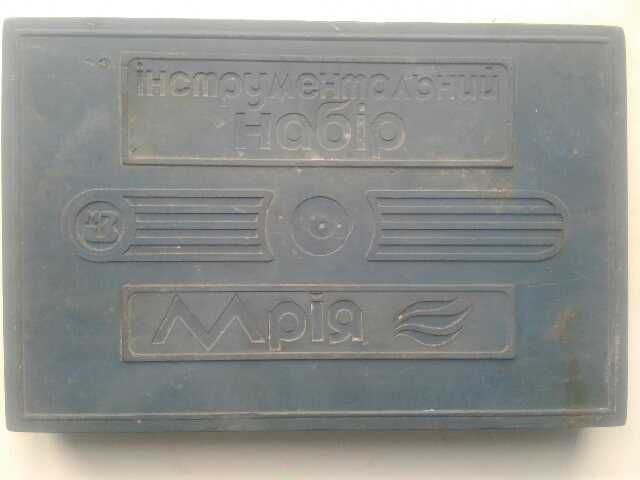 інструментальний
набір
Мрія